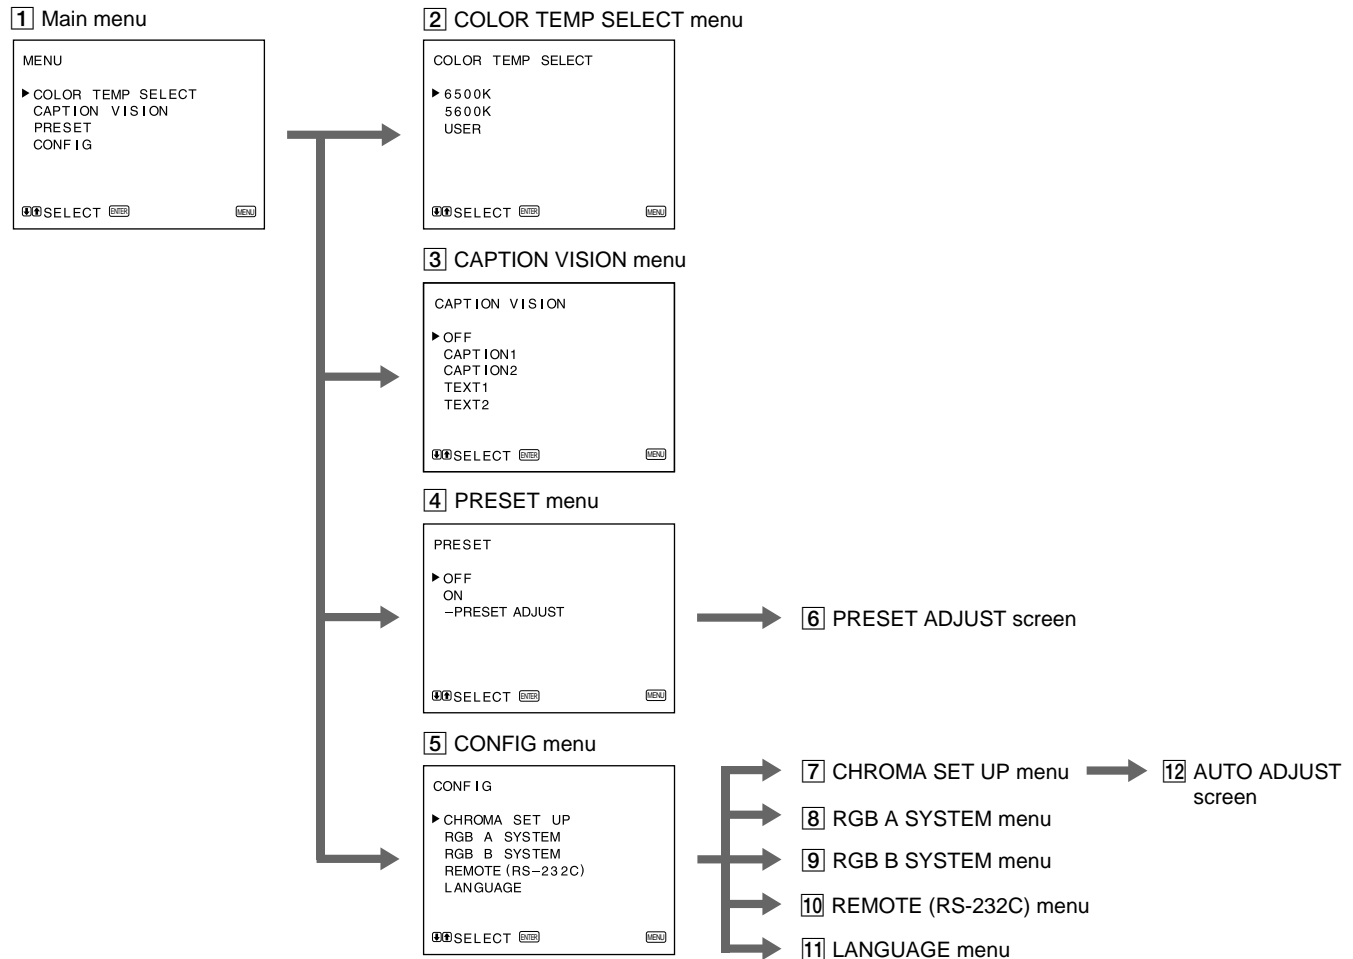 1 Main menu
MENU
COLOR TEMP SELECT
CAPTION VISION
PRESET
CONFIG
SELECT ENTER MENU
2 COLOR TEMP SELECT menu
COLOR TEMP SELECT
6500K
5600K
USER
SELECT ENTER MENU
3 CAPTION VISION menu
CAPTION VISION
OFF
CAPTION1
CAPTION2
TEXT1
TEXT2
SELECT ENTER MENU
4 PRESET menu
PRESET
OFF
ON
–PRESET ADJUST
SELECT ENTER MENU
6 PRESET ADJUST screen
5 CONFIG menu
CONFIG
CHROMA SET UP
RGB A SYSTEM
RGB B SYSTEM
REMOTE(RS–232C)
LANGUAGE
SELECT ENTER MENU
7 CHROMA SET UP menu
8 RGB A SYSTEM menu
9 RGB B SYSTEM menu
10 REMOTE (RS-232C) menu
11 LANGUAGE menu
12 AUTO ADJUST
screen